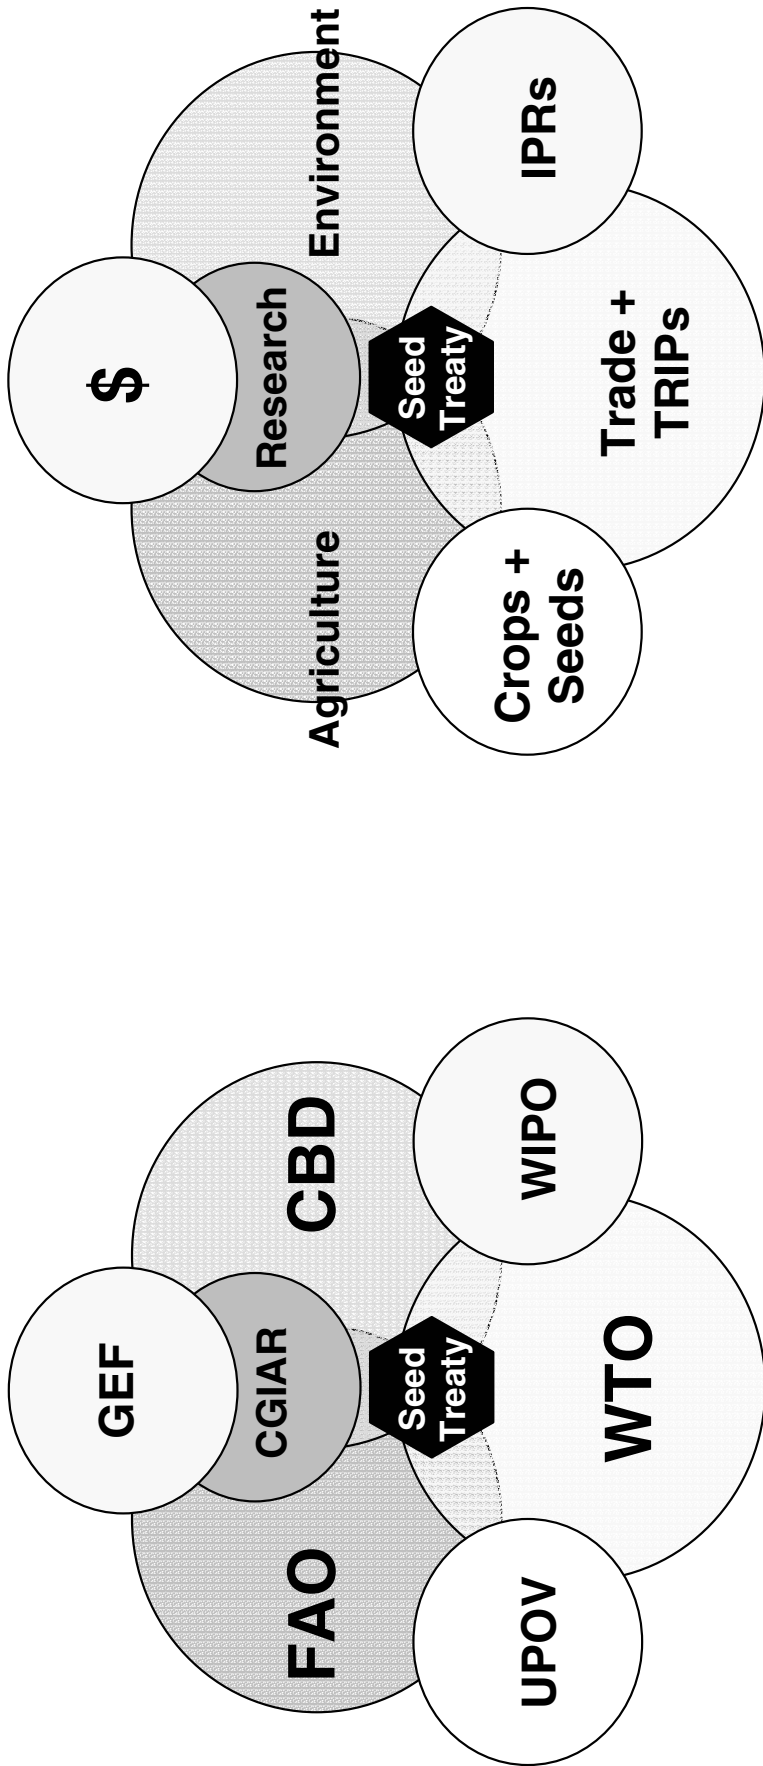 GEF
CGIAR
FAO
CBD
Seed
Treaty
UPOV
WIPO
WTO
$
Research
Agriculture
Environment
Seed
Treaty
Crops +
Seeds
IPRs
Trade +
TRIPs